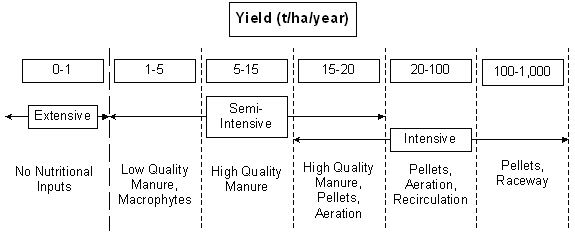 Yield (t/ha/year)
0-1
1-5
5-15
15-20
20-100
100-1,000
Extensive
Semi-
Intensive
Intensive
No Nutritional
Inputs
Low Quality
Manure,
Macrophytes
High Quality
Manure
High Quality
Manure,
Pellets,
Aeration
Pellets,
Aeration,
Recirculation
Pellets,
Raceway